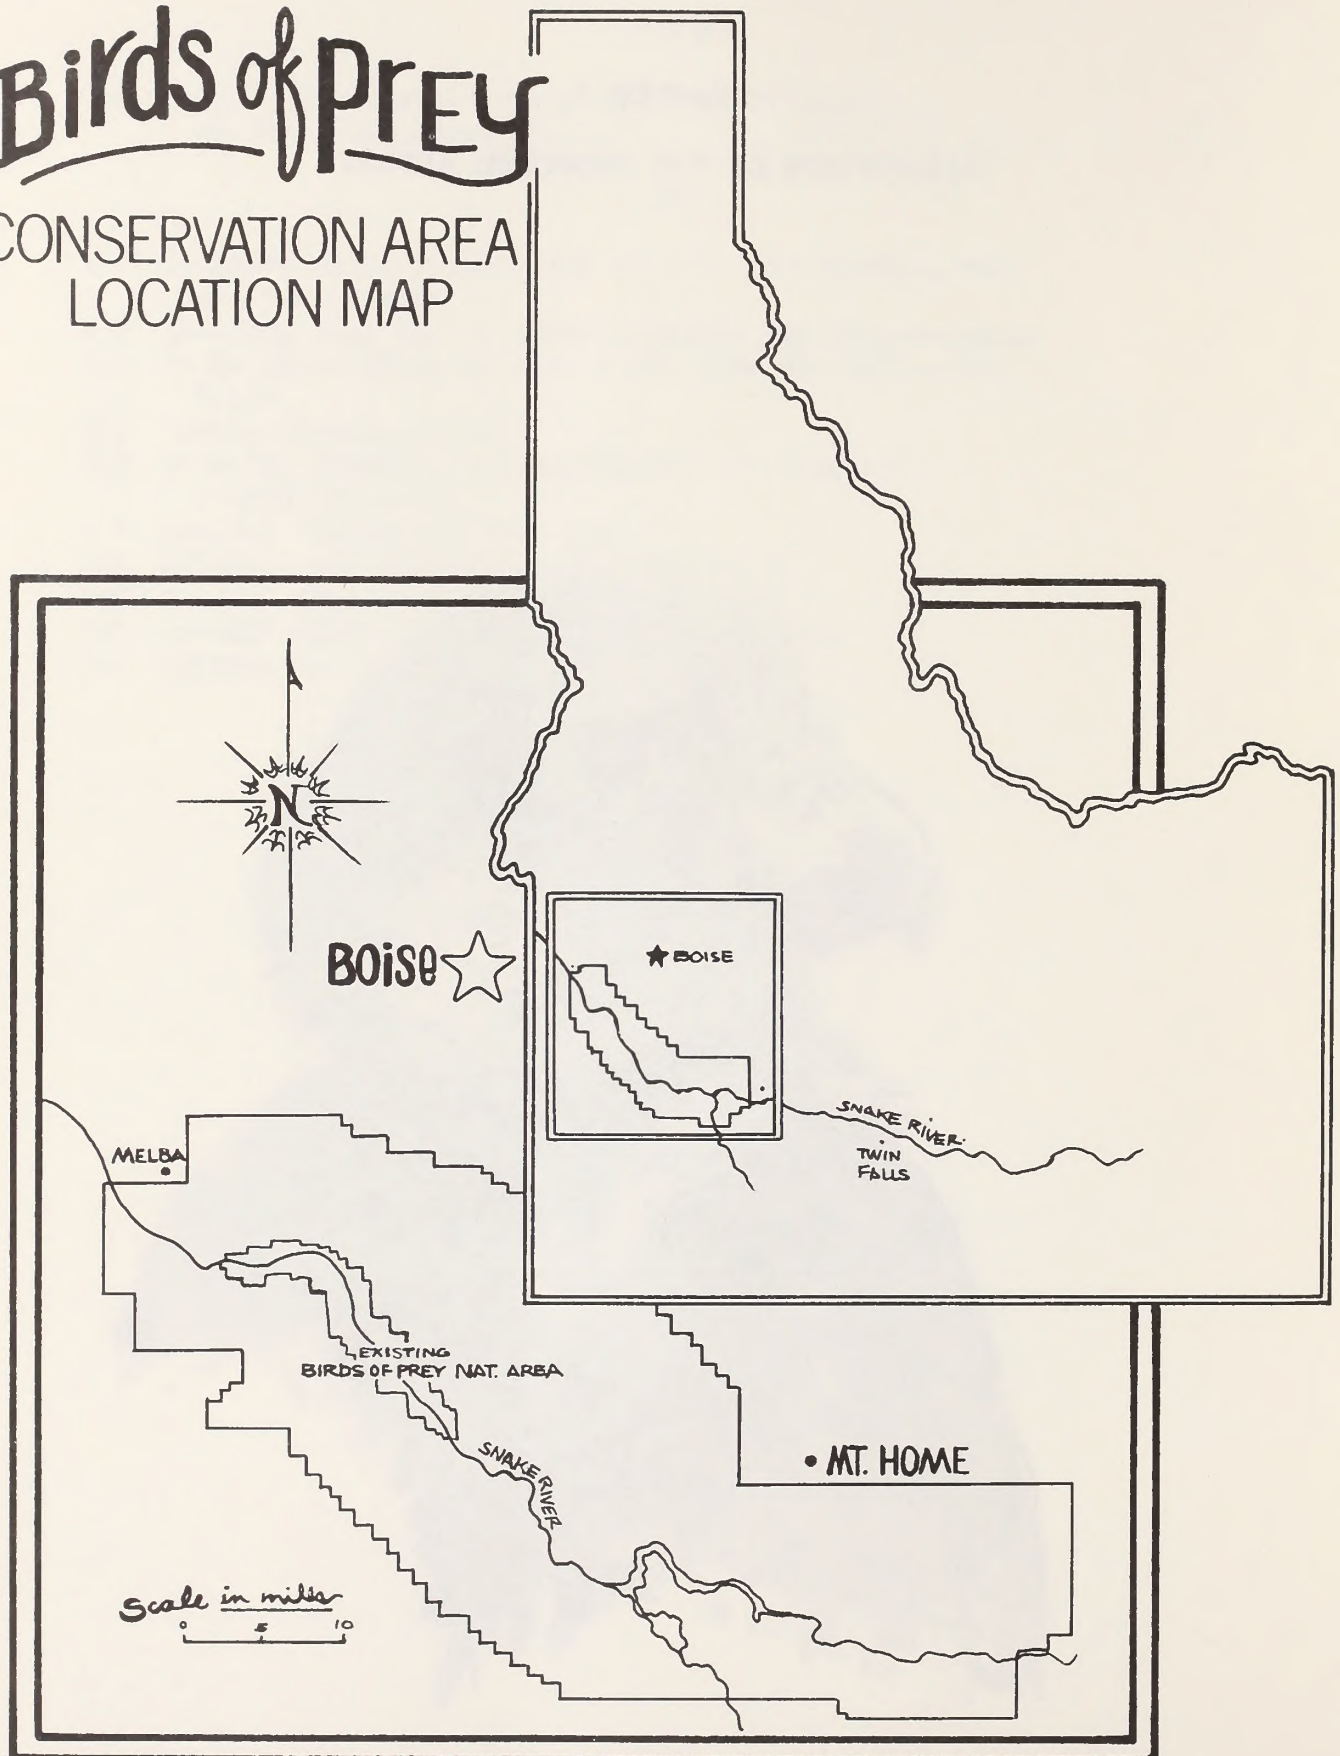 Birds of Prey
CONSERVATION AREA
LOCATION MAP
N
BOISE
BOISE
SNAKE RIVER
TWIN
FALLS
MELBA
EXISTING
BIRDS OF PREY NAT. AREA
SNAKE RIVER
MT. HOME
Scale in miles
0 5 10